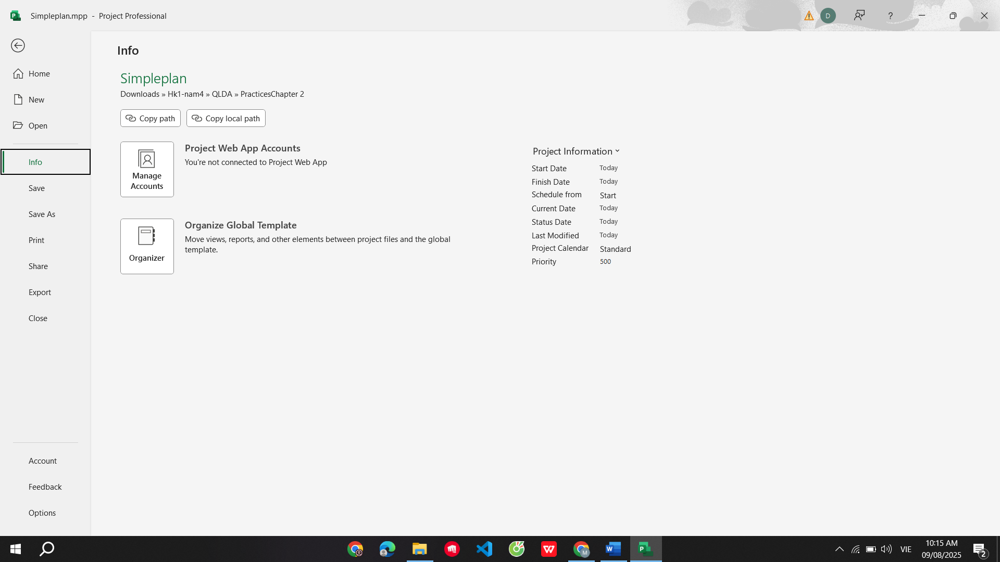 Simpleplan.mpp - Project Professional
D
?
Info
Home
New
Open
Info
Save
Save As
Print
Share
Export
Close
Account
Feedback
Options
Simpleplan
Downloads » Hk1-nam4 » QLDA » PracticesChapter 2
Copy path
Copy local path
Manage
Accounts
Project Web App Accounts
You're not connected to Project Web App
Organizer
Organize Global Template
Move views, reports, and other elements between project files and the global
template.
Project Information
Start Date Today
Finish Date Today
Schedule from Start
Current Date Today
Status Date Today
Last Modified Today
Project Calendar Standard
Priority 500
VIE
10:15 AM
09/08/2025
2